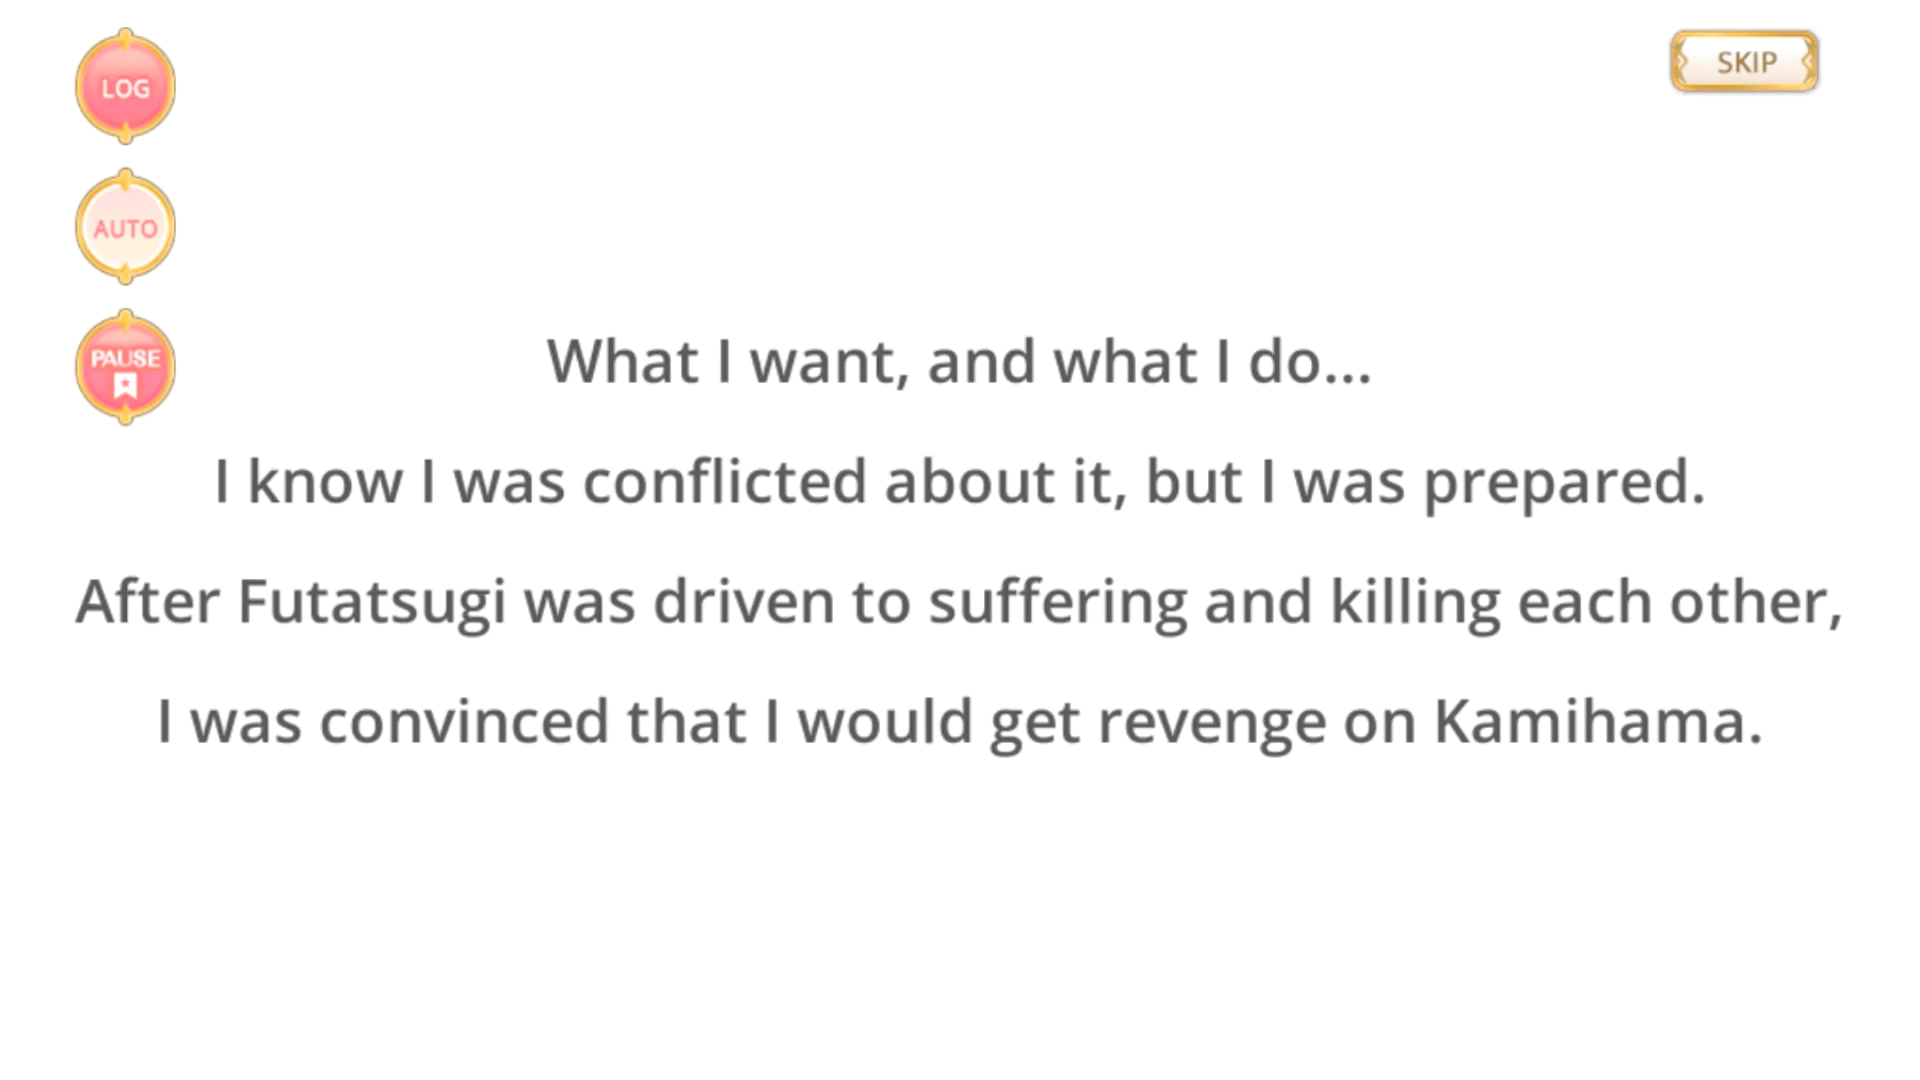 LOG
SKIP
AUTO
PAUSE
What I want, and what I do...
I know I was conflicted about it, but I was prepared.
After Futatsugi was driven to suffering and killing each other,
I was convinced that I would get revenge on Kamihama.